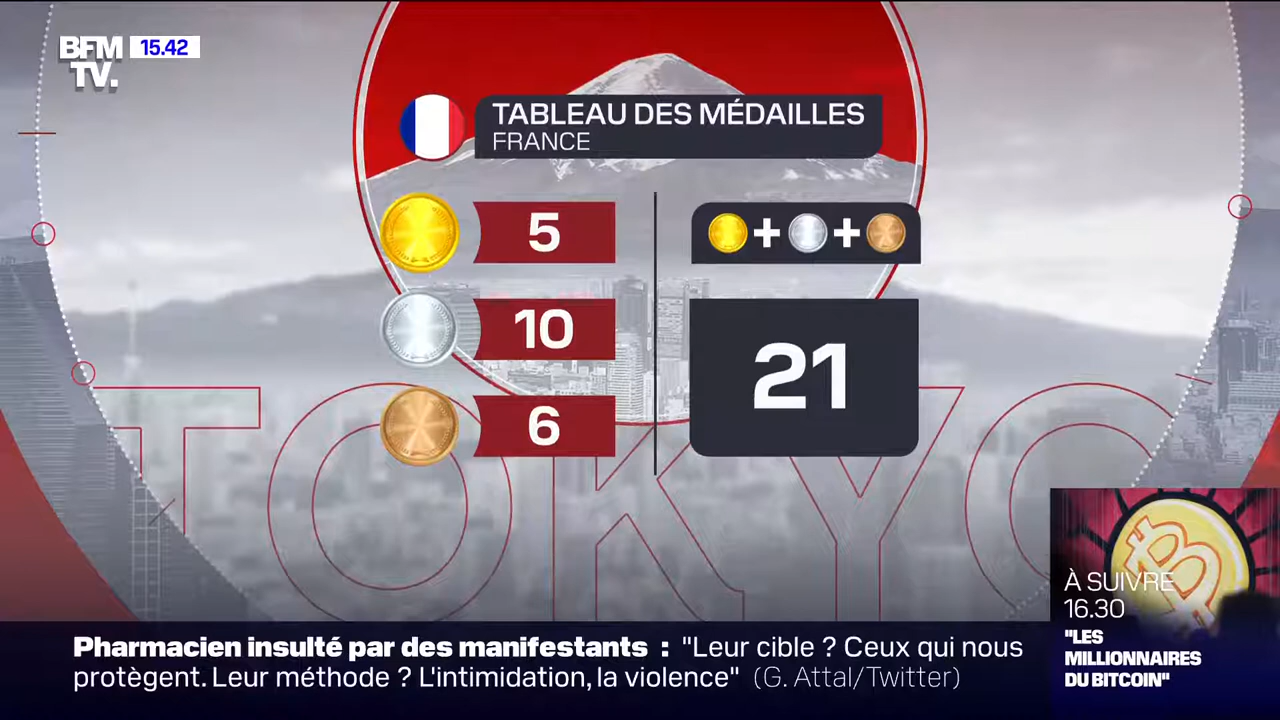 BFM
TV.
15.42
TABLEAU DES MÉDAILLES
FRANCE
5
10
6
+ +
21
TOKYO
À SUIVRE
16.30
"LES
MILLIONNAIRES
DU BITCOIN"
Pharmacien insulté par des manifestants : "Leur cible ? Ceux qui nous
protègent. Leur méthode ? L'intimidation, la violence" (G. Attal/Twitter)